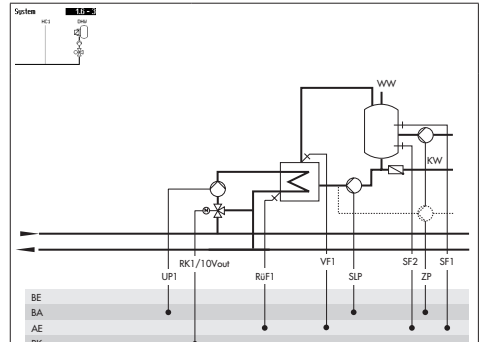 System 1.6 - 3
HC1 DHW
WW
KW
RK1/10Vout
UP1 RüF1 VF1 SLP SF2 ZP SF1
BE
BA
AE